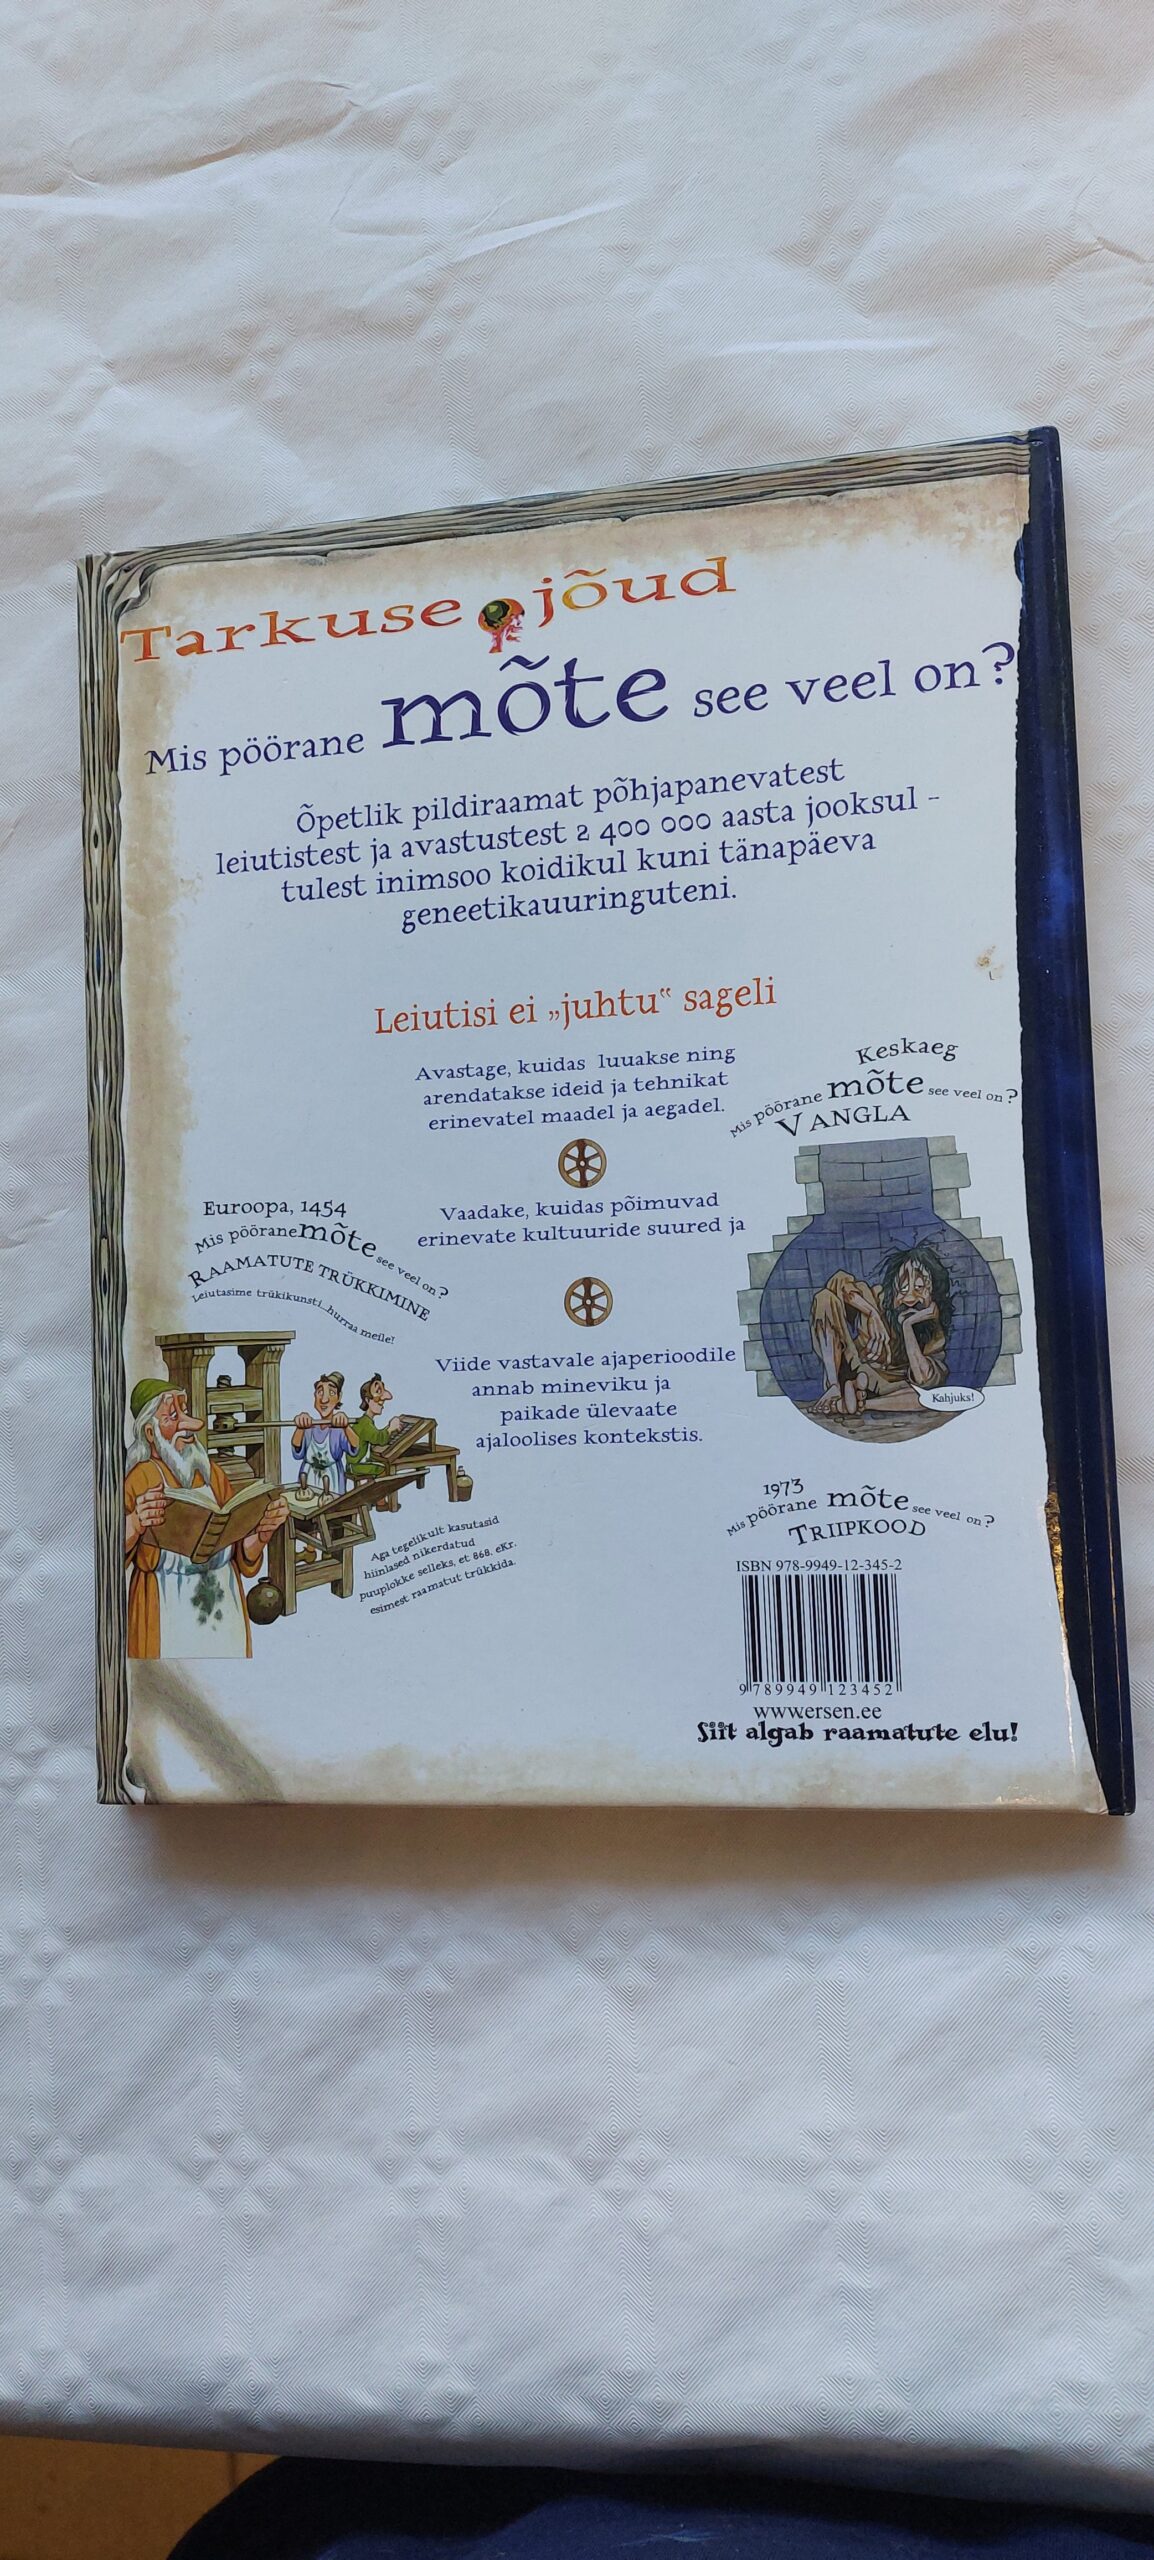 Tarkuse jõud
Mis pöörane mõte see veel on?
Õpetlik pildiraamat põhjapanevatest
leiutistest ja avastustest 2 400 000 aasta jooksul –
tulest inimsoo koidikul kuni tänapäeva
geneetikauuringuteni.
Leiutisi ei „juhtu“ sageli
Avastage, kuidas luuakse ning
arendatakse ideid ja tehnikat
erinevatel maadel ja aegadel.
Vaadake, kuidas põimuvad
erinevate kultuuride suured ja
Viide vastavale ajaperioodile
annab mineviku ja
paikade ülevaate
ajaloolises kontekstis.
Euroopa, 1454
Mis pöörane mõte see veel on?
RAAMATUTE TRÜKKIMINE
Leiutasime trükikunsti...hurraa meile!
Aga tegelikult kasutasid
hiinlased nikerdatud
puuplokke selleks, et 868. eKr.
esimest raamatut trükkida.
Keskaeg
Mis pöörane mõte see veel on?
VANGLA
Kahjuks!
1973
Mis pöörane mõte see veel on?
TRIIPKOOD
ISBN 978-9949-12-345-2
9 789949 123452
www.ersen.ee
Siit algab raamatute elu!